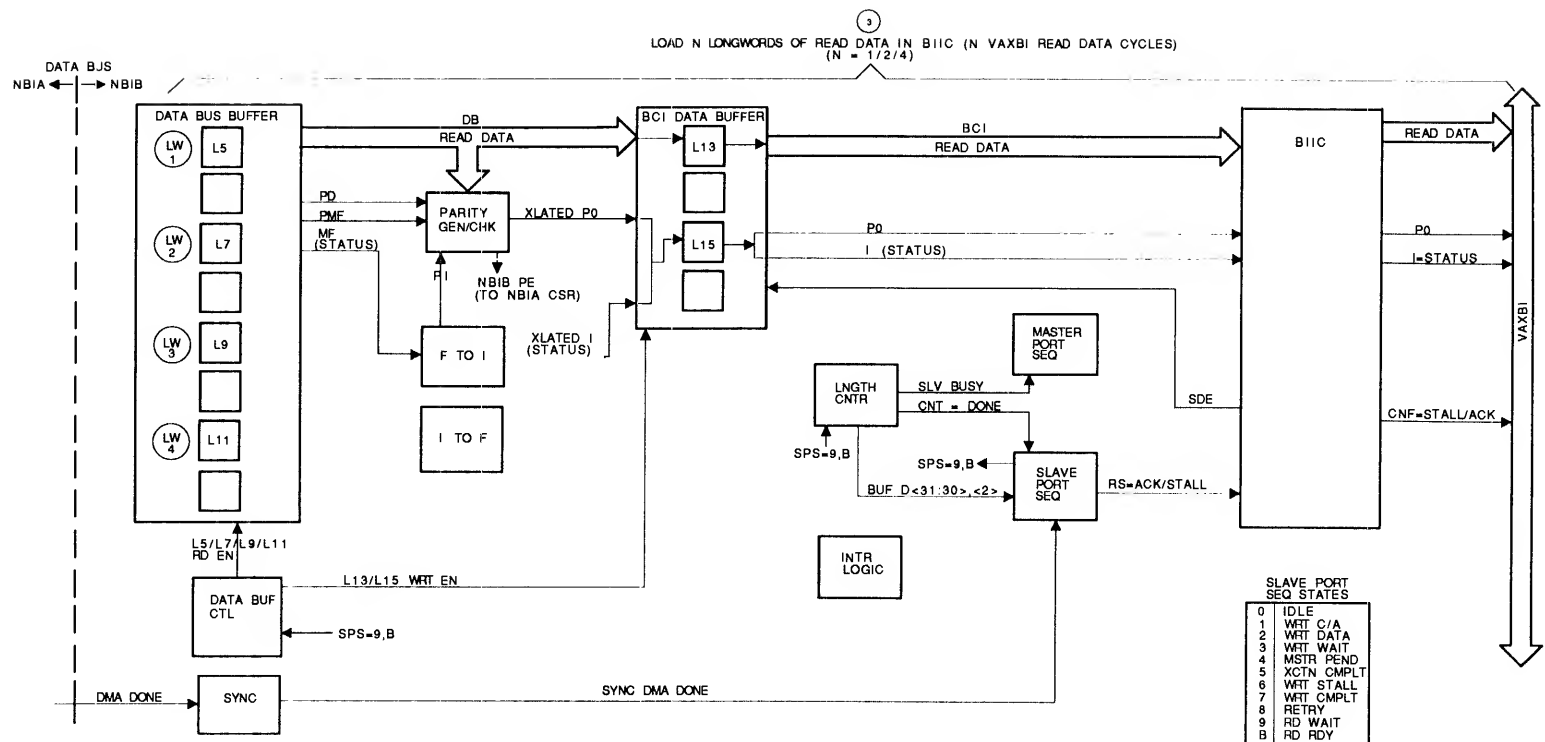 3
LOAD N LONGWORDS OF READ DATA IN BIIC (N VAXBI READ DATA CYCLES)
(N = 1/2/4)
DATA BUS
NBIA NBIB
DATA BUS BUFFER
LW 1
L5
LW 2
L7
LW 3
L9
LW 4
L11
DB
READ DATA
PD
PMF
MF
(STATUS)
PARITY
GEN/CHK
PI
NBIB PE
(TO NBIA CSR)
XLATED P0
F TO I
I TO F
XLATED I
(STATUS)
BCI DATA BUFFER
L13
L15
BCI
READ DATA
P0
I (STATUS)
BIIC
READ DATA
P0
I=STATUS
VAXBI
MASTER
PORT
SEQ
LNGTH
CNTR
SLV BUSY
CNT = DONE
SPS=9,B
SPS=9,B
BUF D<31:30>,<2>
SLAVE
PORT
SEQ
RS=ACK/STALL
SDE
CNF=STALL/ACK
INTR
LOGIC
L5/L7/L9/L11
RD EN
L13/L15 WRT EN
DATA BUF
CTL
SPS=9,B
DMA DONE
SYNC
SYNC DMA DONE
SLAVE PORT
SEQ STATES
0 IDLE
1 WRT C/A
2 WRT DATA
3 WRT WAIT
4 MSTR PEND
5 XCTN CMPLT
6 WRT STALL
7 WRT CMPLT
8 RETRY
9 RD WAIT
B RD RDY